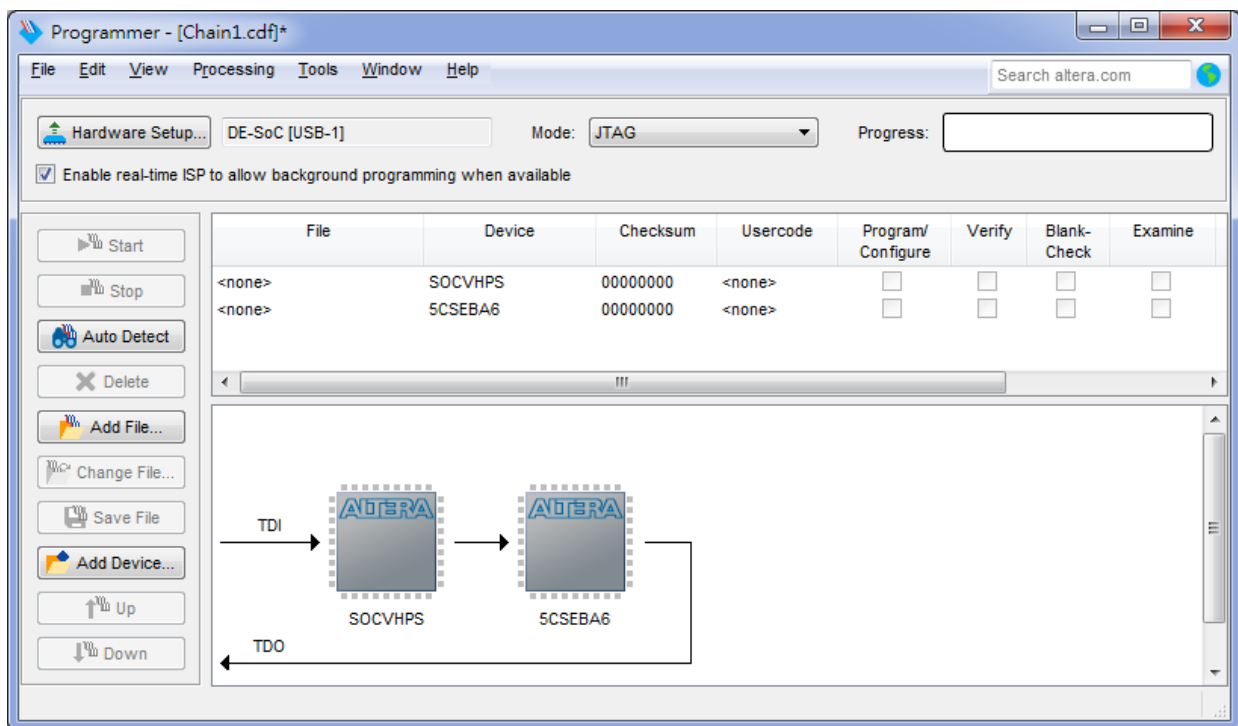 Programmer - [Chain1.cdf]*
File Edit View Processing Tools Window Help
Search altera.com
Hardware Setup... DE-SoC [USB-1] Mode: JTAG Progress:
Enable real-time ISP to allow background programming when available
Start
Stop
Auto Detect
Delete
Add File...
Change File...
Save File
Add Device...
Up
Down
File Device Checksum Usercode Program/ Configure Verify Blank- Check Examine
<none> SOCVHPS 00000000 <none>
<none> 5CSEBA6 00000000 <none>
ALTERA ALTERA
TDI
SOCVHPS 5CSEBA6
TDO